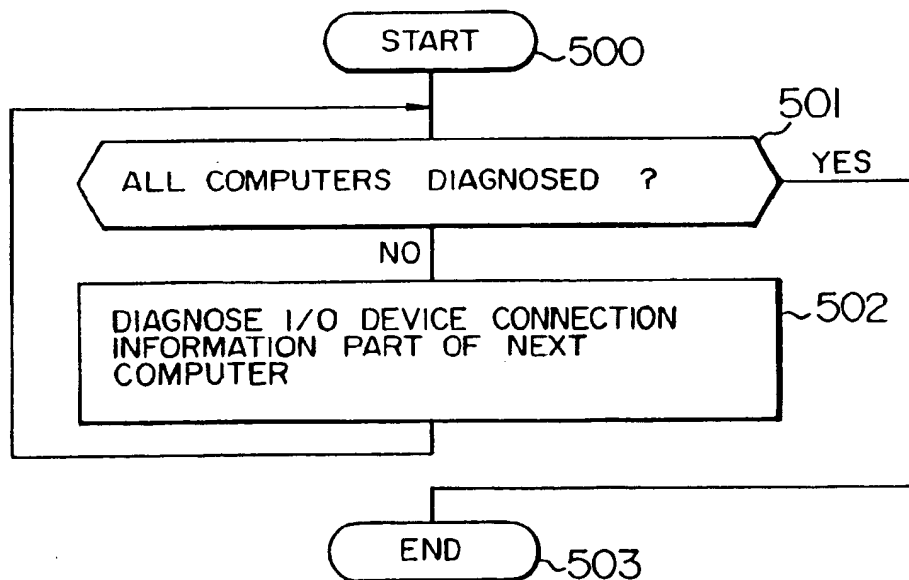 START
500
501
ALL COMPUTERS DIAGNOSED ?
YES
NO
502
DIAGNOSE I/O DEVICE CONNECTION
INFORMATION PART OF NEXT
COMPUTER
END
503